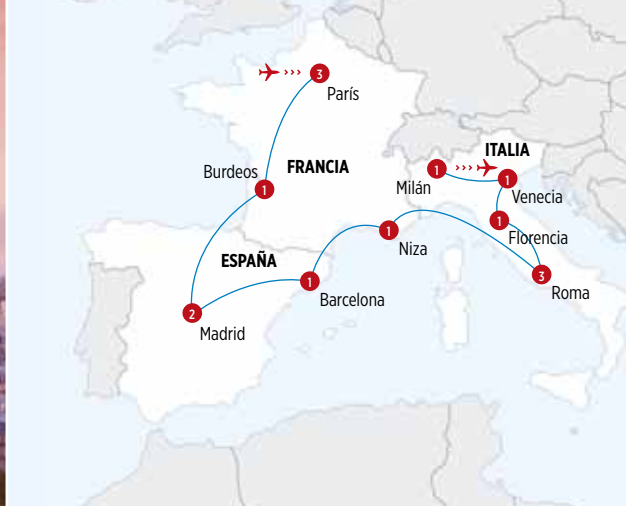 3
París
Burdeos
1
FRANCIA
ITALIA
1
Milán
1
Venecia
1
Florencia
1
Niza
ESPAÑA
1
Barcelona
3
Roma
2
Madrid